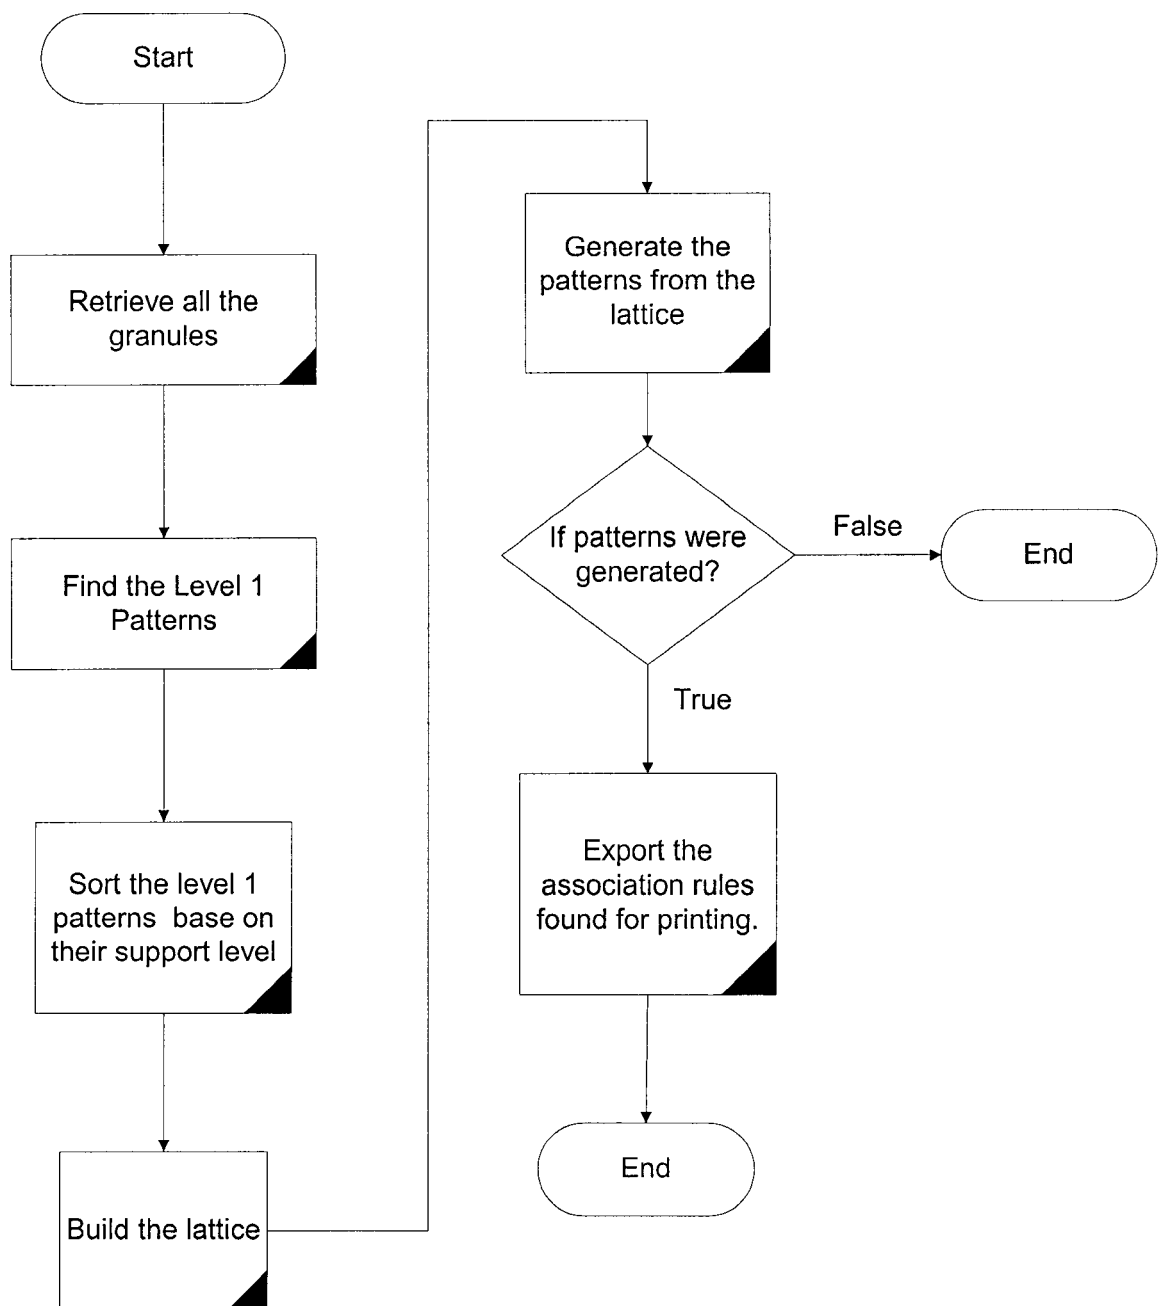 Start
Retrieve all the
granules
Find the Level 1
Patterns
Sort the level 1
patterns  base on
their support level
Build the lattice
Generate the
patterns from the
lattice
If patterns were
generated?
False
End
True
Export the
association rules
found for printing.
End